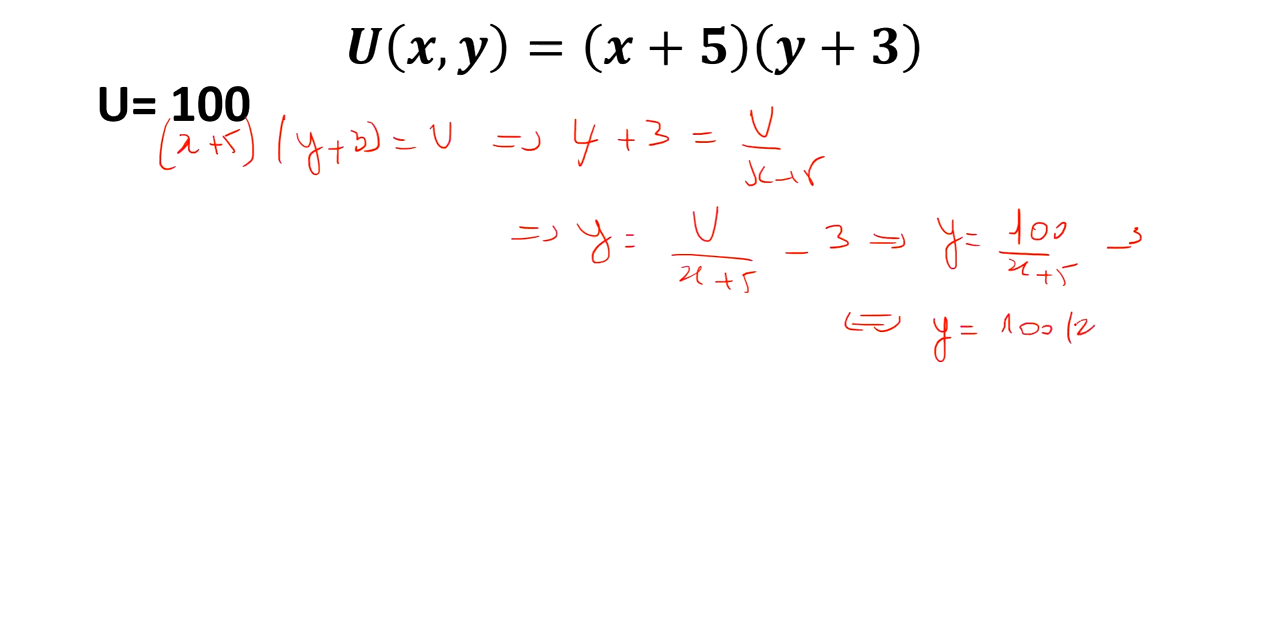 U(x, y) = (x + 5)(y + 3)
U= 100
(x+5) (y+3) = U ⇒ y + 3 = U/(x+5)
⇒ y = U/(x+5) - 3 ⇒ y = 100/(x+5) - 3
⇔ y = 100/2